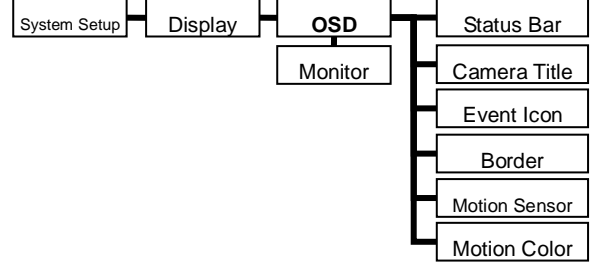 System Setup
Display
OSD
Status Bar
Monitor
Camera Title
Event Icon
Border
Motion Sensor
Motion Color